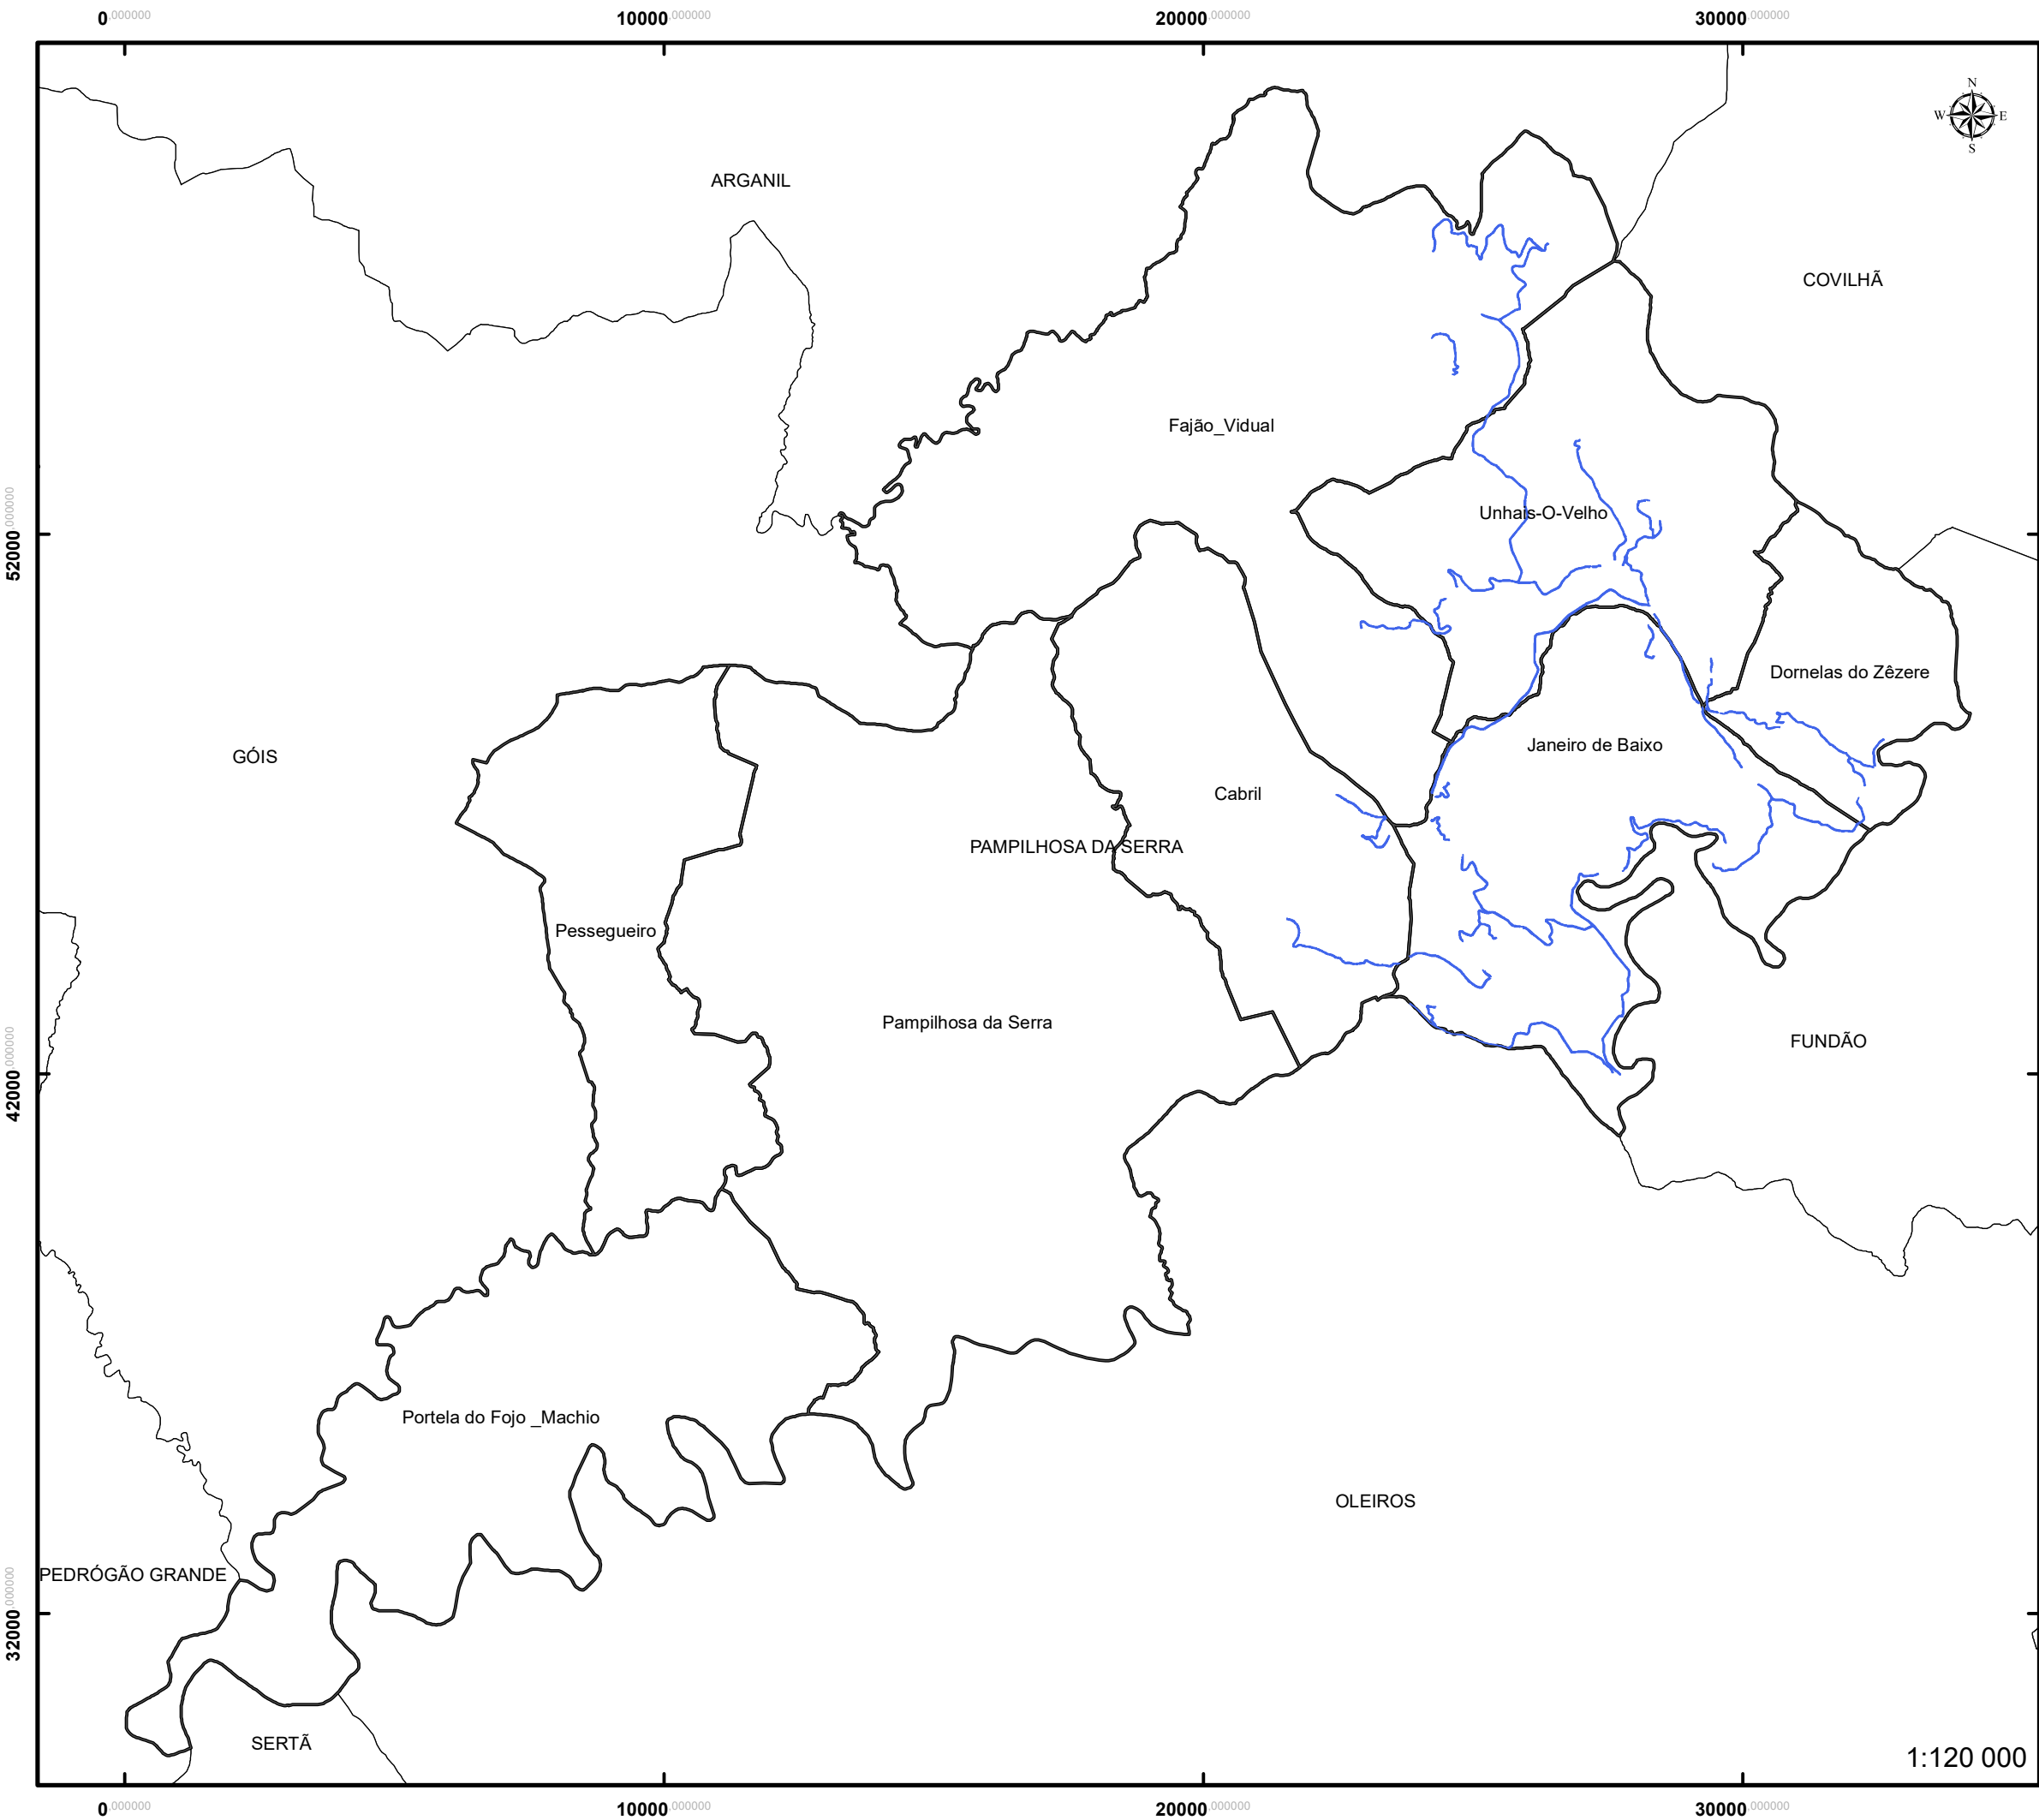 0,000000 10000,000000 20000,000000 30000,000000
N
W E
S
ARGANIL
COVILHÃ
Fajão_Vidual
52000,000000
Unhais-O-Velho
Dornelas do Zêzere
GÓIS
Janeiro de Baixo
Cabril
PAMPILHOSA DA SERRA
Pessegueiro
Pampilhosa da Serra
FUNDÃO
42000,000000
Portela do Fojo _Machio
OLEIROS
PEDRÓGÃO GRANDE
32000,000000
SERTÃ
1:120 000
0,000000 10000,000000 20000,000000 30000,000000